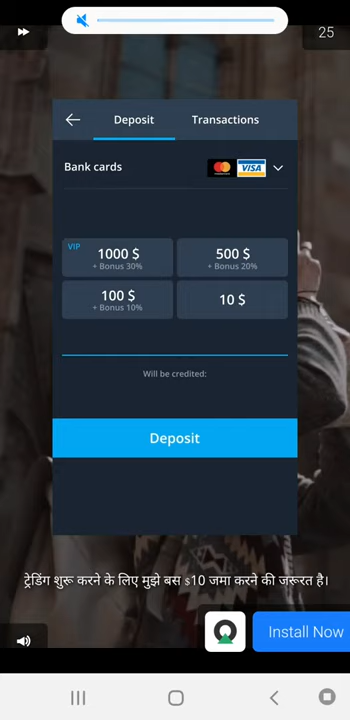 25
Deposit
Transactions
Bank cards
VISA
VIP
1000 $
+ Bonus 30%
500 $
+ Bonus 20%
100 $
+ Bonus 10%
10 $
Will be credited:
Deposit
ट्रेडिंग शुरू करने के लिए मुझे बस $10 जमा करने की जरूरत है।
Install Now